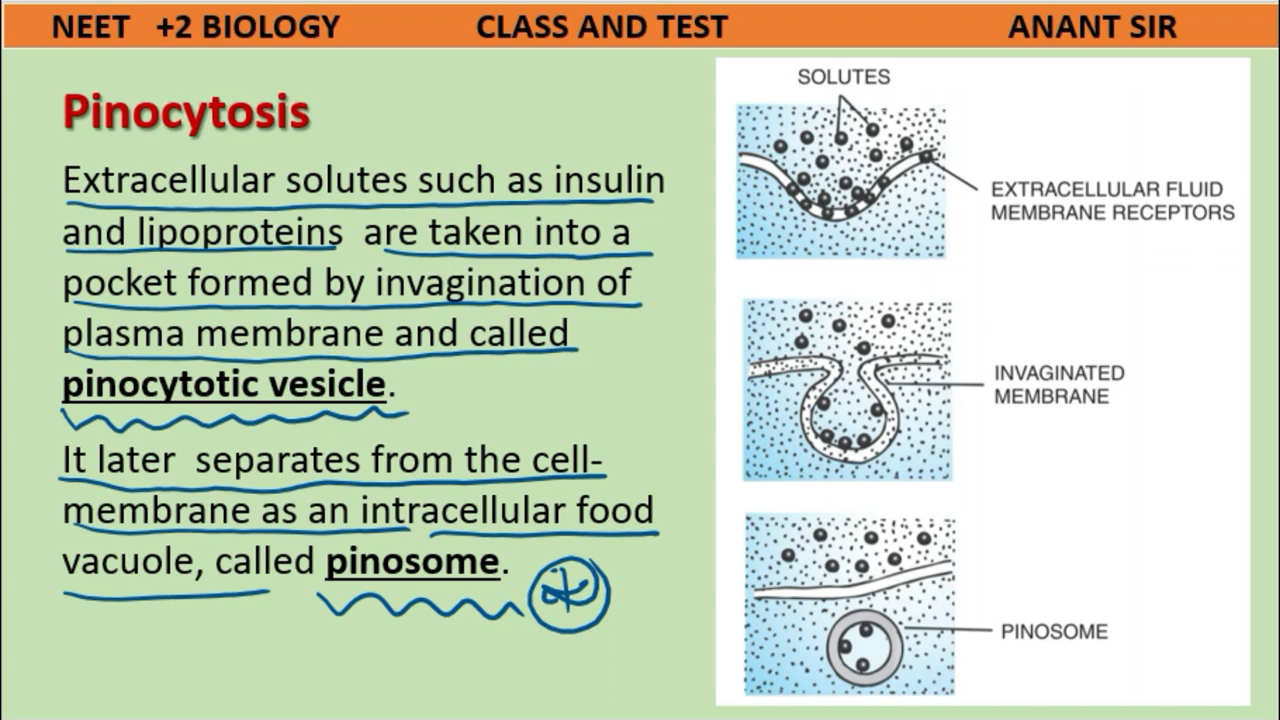 NEET +2 BIOLOGY CLASS AND TEST ANANT SIR
Pinocytosis
Extracellular solutes such as insulin
and lipoproteins are taken into a
pocket formed by invagination of
plasma membrane and called
pinocytotic vesicle.
It later separates from the cell-
membrane as an intracellular food
vacuole, called pinosome.
SOLUTES
EXTRACELLULAR FLUID
MEMBRANE RECEPTORS
INVAGINATED
MEMBRANE
PINOSOME